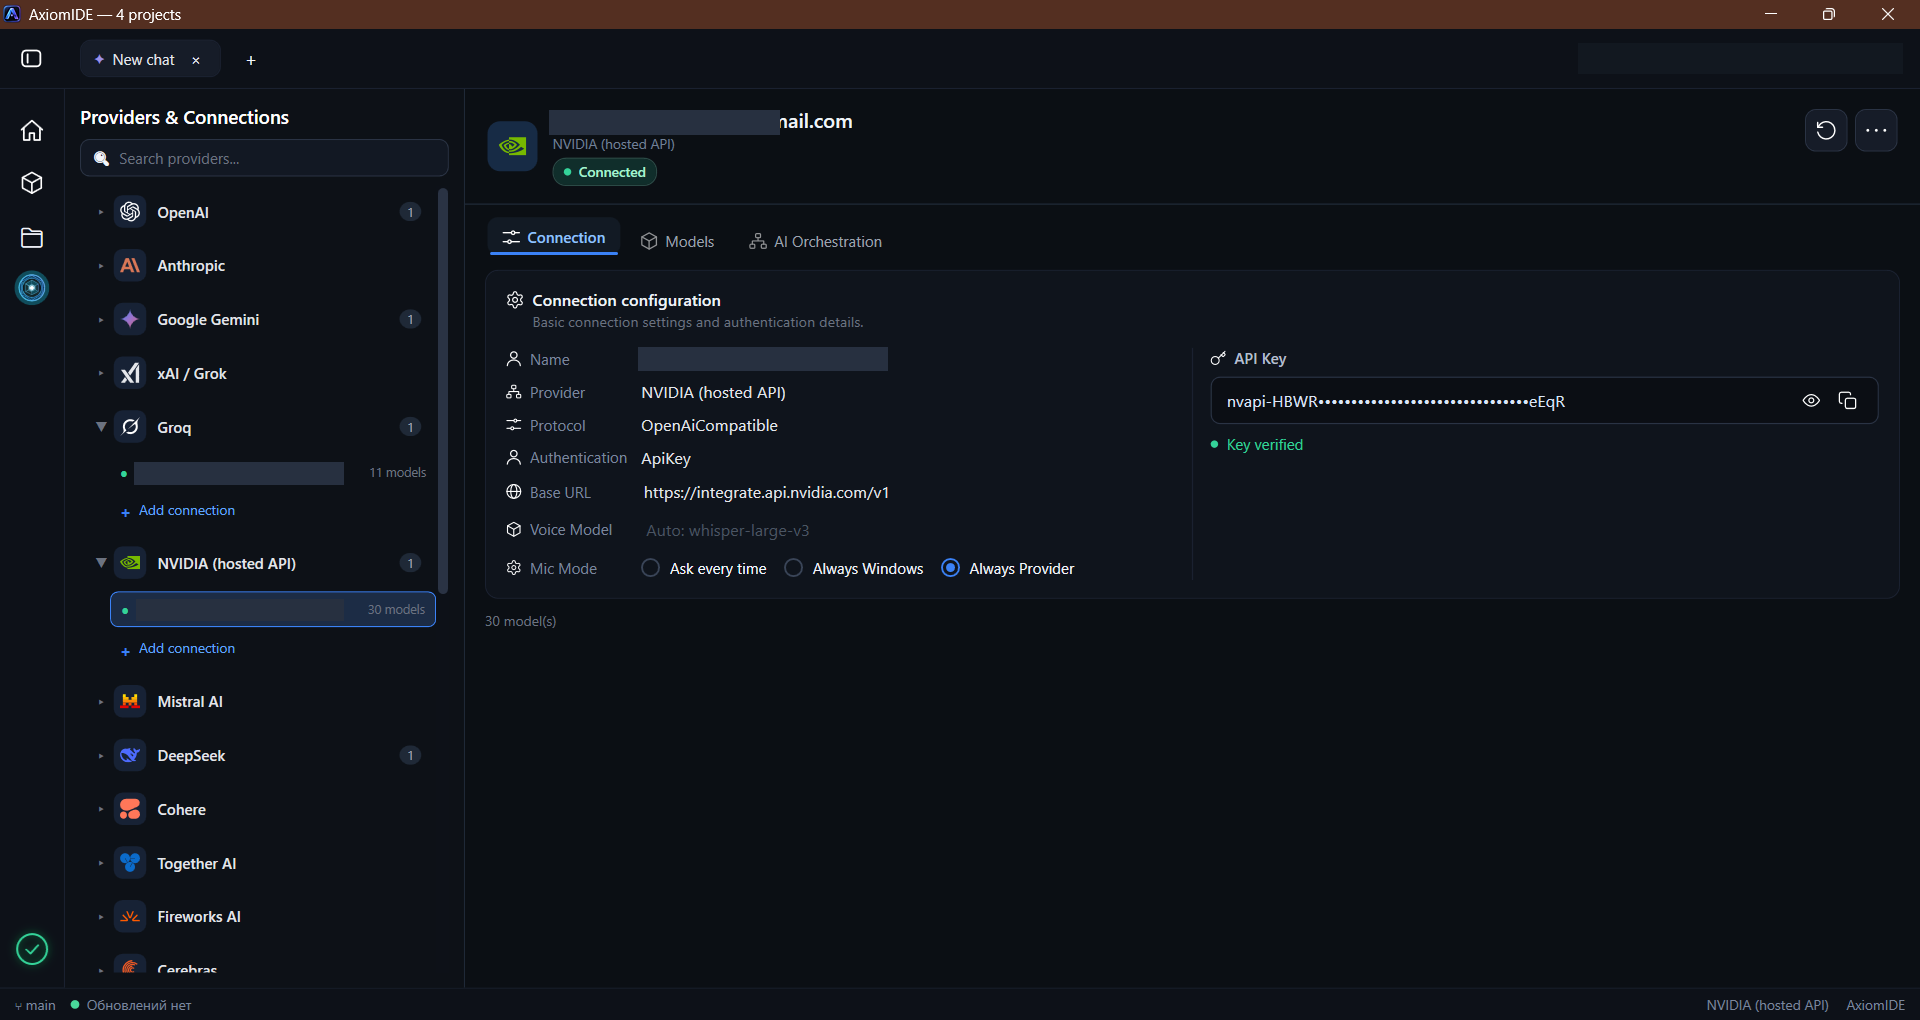 AxiomIDE — 4 projects
New chat
Providers & Connections
Search providers...
OpenAI 1
Anthropic
Google Gemini 1
xAI / Grok
Groq 1
11 models
+ Add connection
NVIDIA (hosted API) 1
30 models
+ Add connection
Mistral AI
DeepSeek 1
Cohere
Together AI
Fireworks AI
Cerebras
mail.com
NVIDIA (hosted API)
Connected
Connection Models AI Orchestration
Connection configuration
Basic connection settings and authentication details.
Name
Provider NVIDIA (hosted API)
Protocol OpenAiCompatible
Authentication ApiKey
Base URL https://integrate.api.nvidia.com/v1
Voice Model Auto: whisper-large-v3
Mic Mode Ask every time Always Windows Always Provider
API Key
nvapi-HBWR••••••••••••••••••••••••••••••••eEqR
Key verified
30 model(s)
main Обновлений нет
NVIDIA (hosted API) AxiomIDE